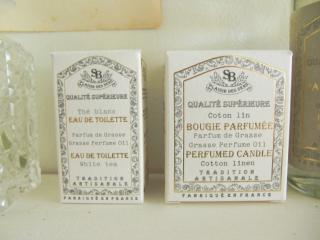 SB
QUALITÉ SUPÉRIEURE
Thé blanc
EAU DE TOILETTE
Parfum de Grasse
Grasse Perfume Oil
EAU DE TOILETTE
White tea
TRADITION
ARTISANALE
FABRIQUÉ EN FRANCE
SB
QUALITÉ SUPÉRIEURE
Coton lin
BOUGIE PARFUMÉE
Parfum de Grasse
Grasse Perfume Oil
PERFUMED CANDLE
Cotton linen
TRADITION
ARTISANALE
FABRIQUÉ EN FRANCE